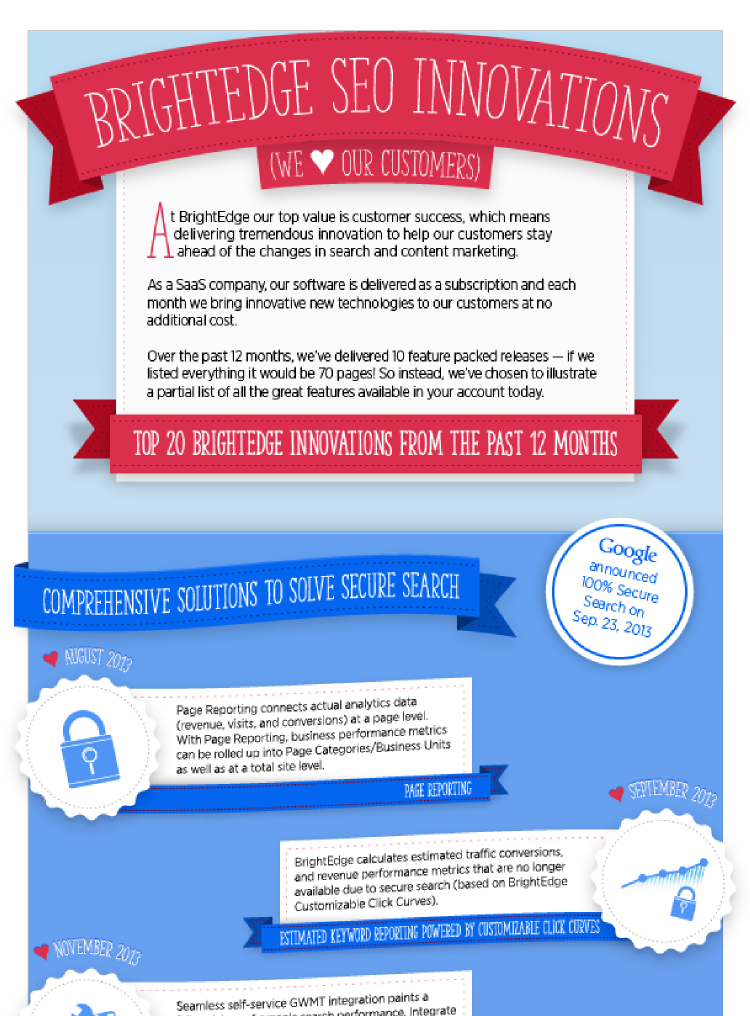 BRIGHTEDGE SEO INNOVATIONS
(WE ♥ OUR CUSTOMERS)
At BrightEdge our top value is customer success, which means
delivering tremendous innovation to help our customers stay
ahead of the changes in search and content marketing.
As a SaaS company, our software is delivered as a subscription and each
month we bring innovative new technologies to our customers at no
additional cost.
Over the past 12 months, we've delivered 10 feature packed releases — if we
listed everything it would be 70 pages! So instead, we've chosen to illustrate
a partial list of all the great features available in your account today.
TOP 20 BRIGHTEDGE INNOVATIONS FROM THE PAST 12 MONTHS
Google
announced
100% Secure
Search on
Sep. 23, 2013
COMPREHENSIVE SOLUTIONS TO SOLVE SECURE SEARCH
AUGUST 2013
Page Reporting connects actual analytics data
(revenue, visits, and conversions) at a page level.
With Page Reporting, business performance metrics
can be rolled up into Page Categories/Business Units
as well as at a total site level.
PAGE REPORTING
SEPTEMBER 2013
BrightEdge calculates estimated traffic conversions,
and revenue performance metrics that are no longer
available due to secure search (based on BrightEdge
Customizable Click Curves).
ESTIMATED KEYWORD REPORTING POWERED BY CUSTOMIZABLE CLICK CURVES
NOVEMBER 2013
Seamless self-service GWMT integration paints a
search performance. Integrate